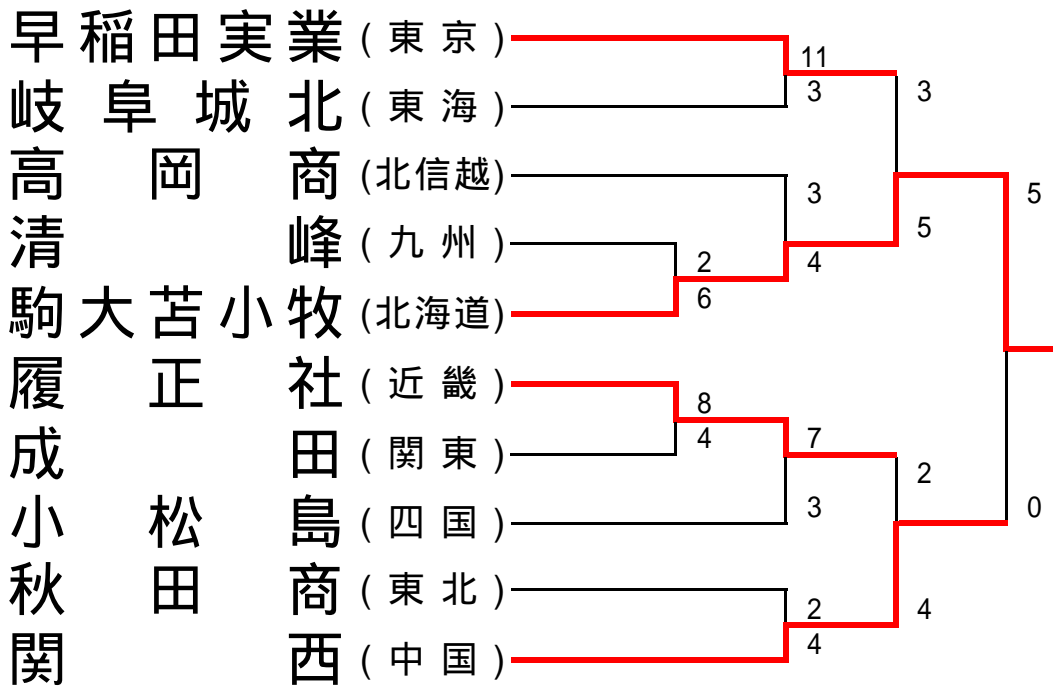 早稲田実業(東京)
11
3
3
岐阜城北(東海)
高岡商(北信越)
3
5
5
清峰(九州)
2
4
6
駒大苫小牧(北海道)
履正社(近畿)
8
4
7
成田(関東)
2
3
0
小松島(四国)
秋田商(東北)
2
4
4
関西(中国)